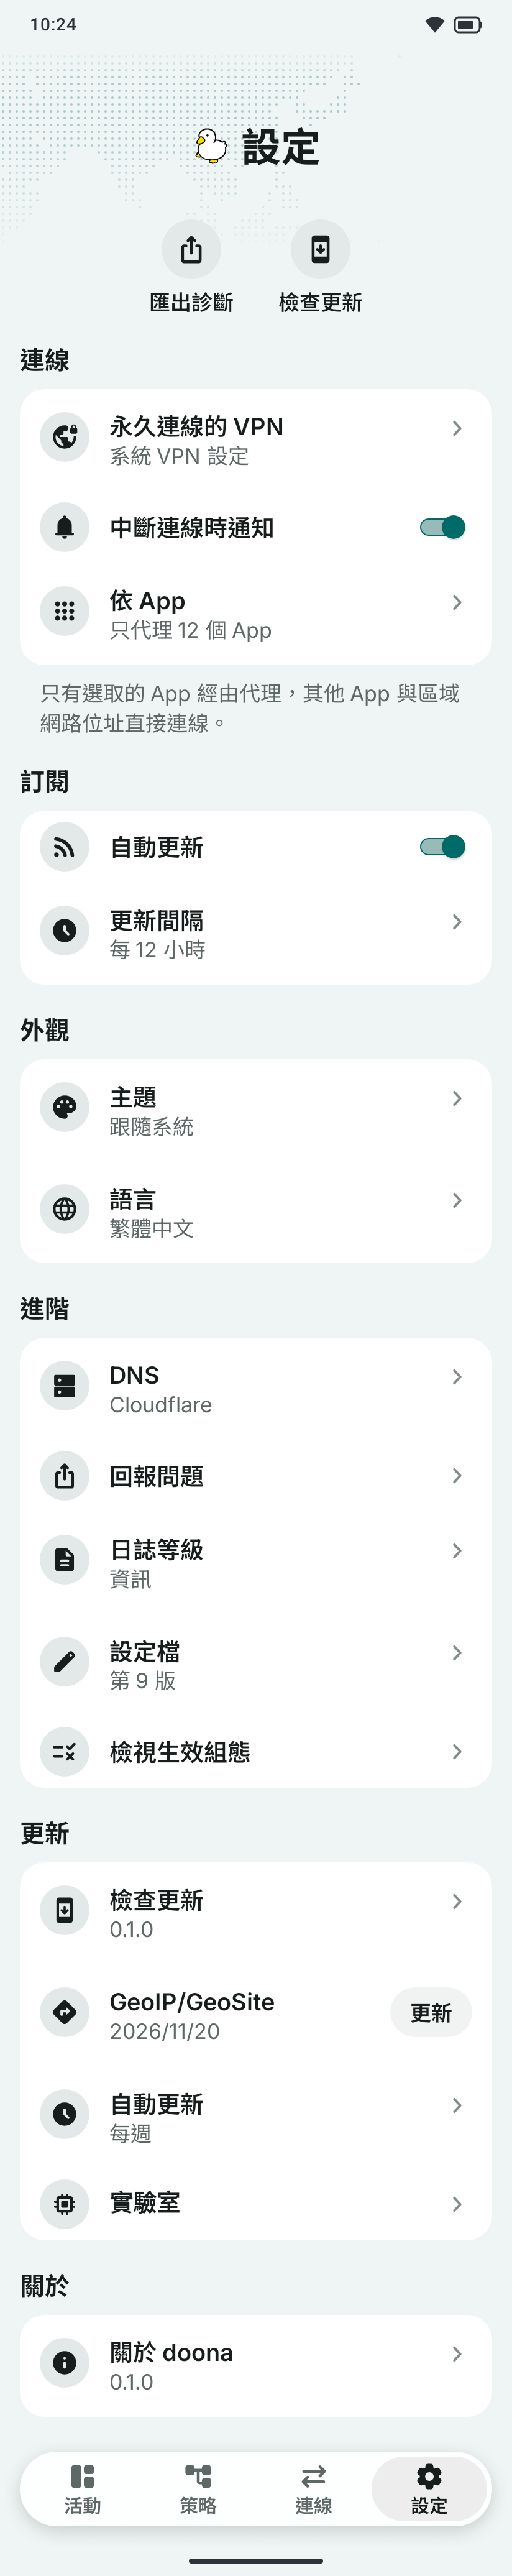 10:24
設定
匯出診斷
檢查更新
連線
永久連線的 VPN
系統 VPN 設定
中斷連線時通知
依 App
只代理 12 個 App
只有選取的 App 經由代理，其他 App 與區域
網路位址直接連線。
訂閱
自動更新
更新間隔
每 12 小時
外觀
主題
跟隨系統
語言
繁體中文
進階
DNS
Cloudflare
回報問題
日誌等級
資訊
設定檔
第 9 版
檢視生效組態
更新
檢查更新
0.1.0
GeoIP/GeoSite
2026/11/20
更新
自動更新
每週
實驗室
關於
關於 doona
0.1.0
活動
策略
連線
設定